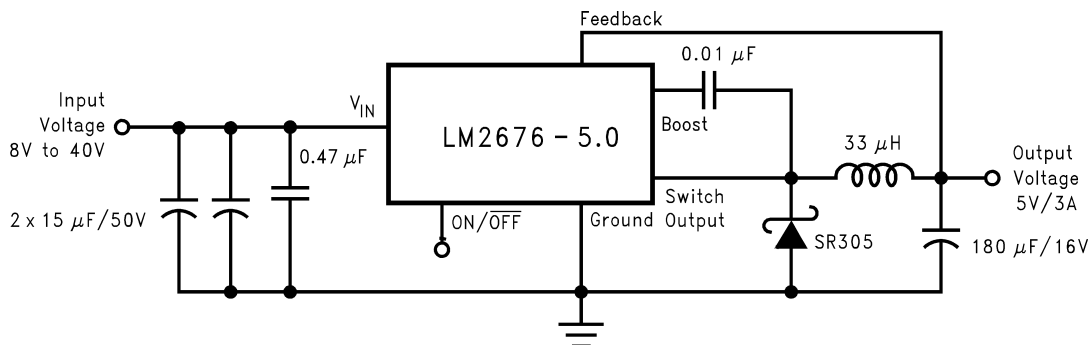 Feedback
0.01 μF
Input
Voltage
8V to 40V
V_IN
LM2676 - 5.0
Boost
33 μH
Output
Voltage
5V/3A
0.47 μF
2 x 15 μF/50V
ON/O̅F̅F̅
Ground
Switch
Output
SR305
180 μF/16V